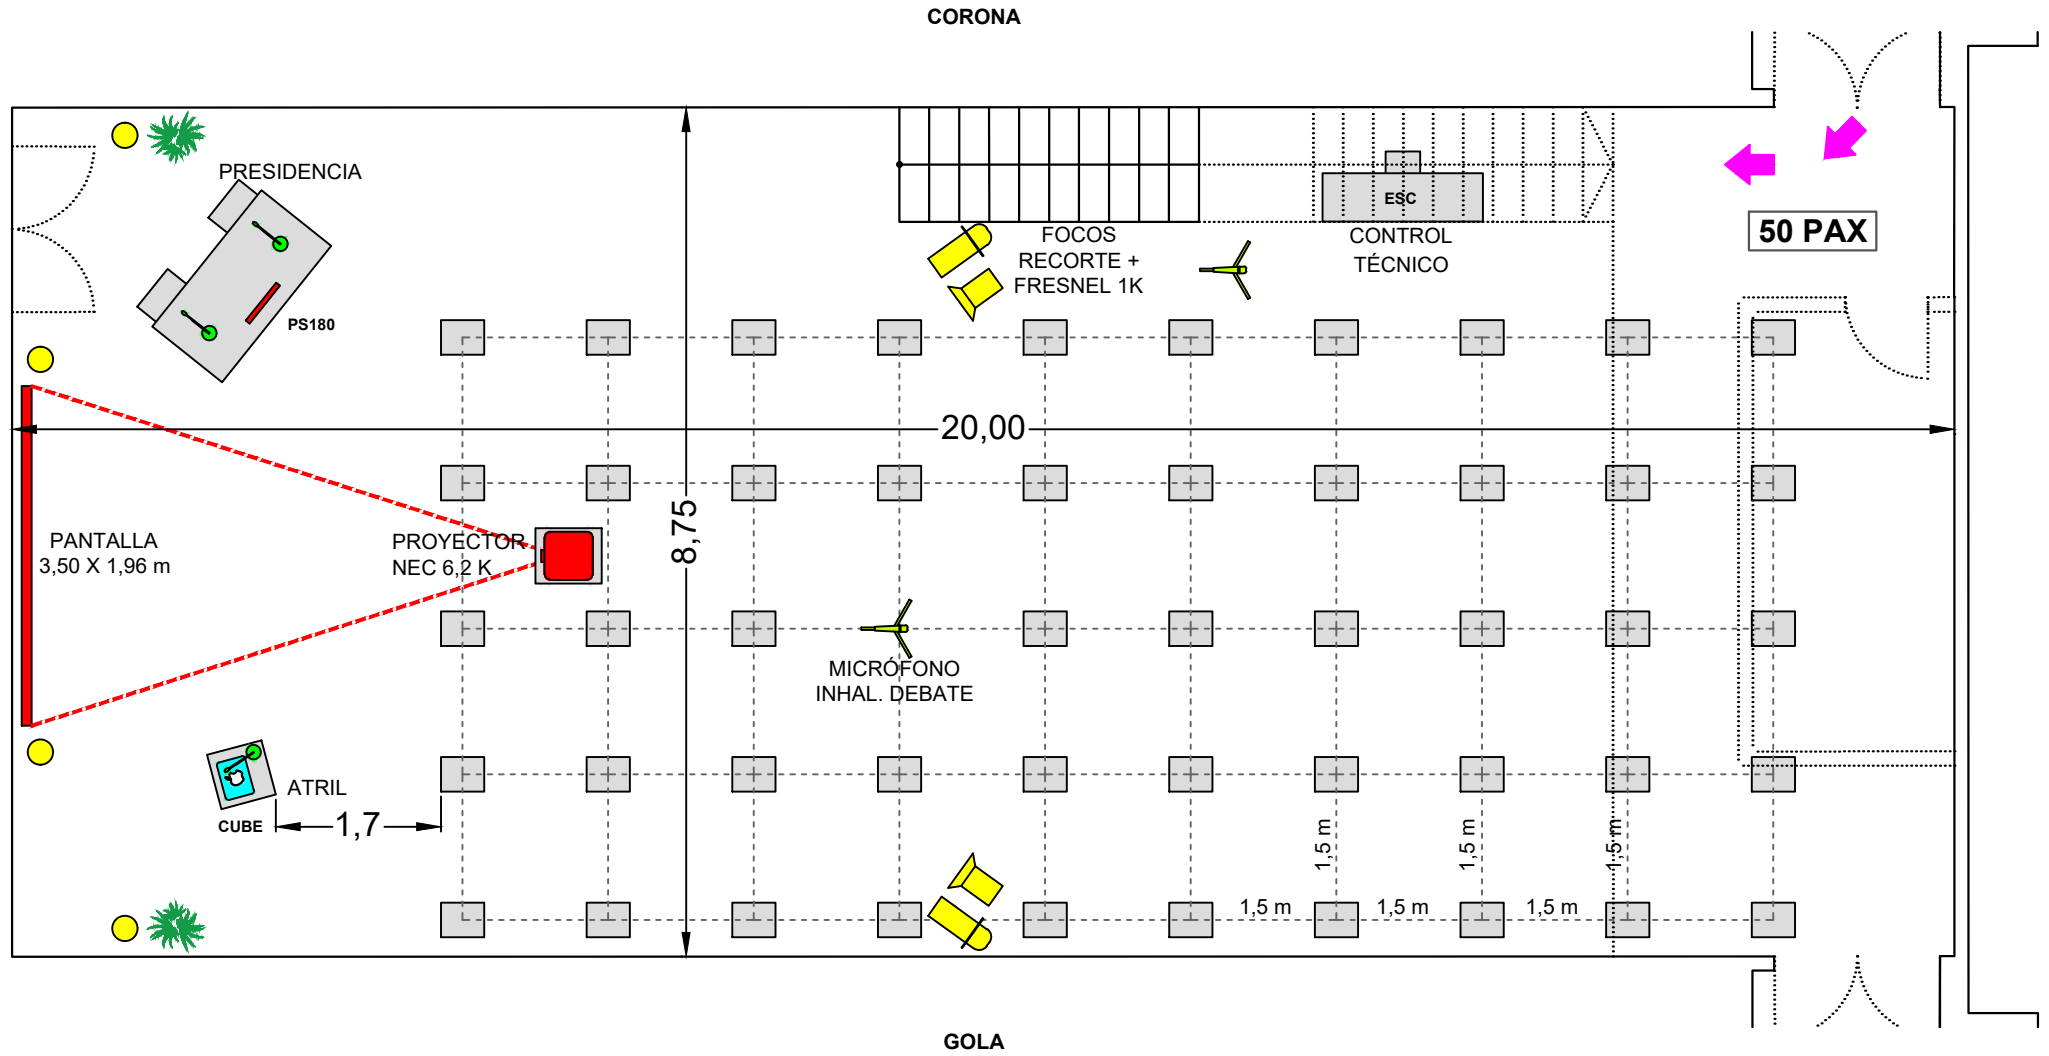 CORONA
PRESIDENCIA
PS180
FOCOS
RECORTE +
FRESNEL 1K
ESC
CONTROL
TÉCNICO
50 PAX
20,00
8,75
PANTALLA
3,50 X 1,96 m
PROYECTOR
NEC 6,2 K
MICRÓFONO
INHAL. DEBATE
ATRIL
CUBE
1,7
1,5 m
1,5 m
1,5 m
1,5 m
1,5 m
1,5 m
GOLA